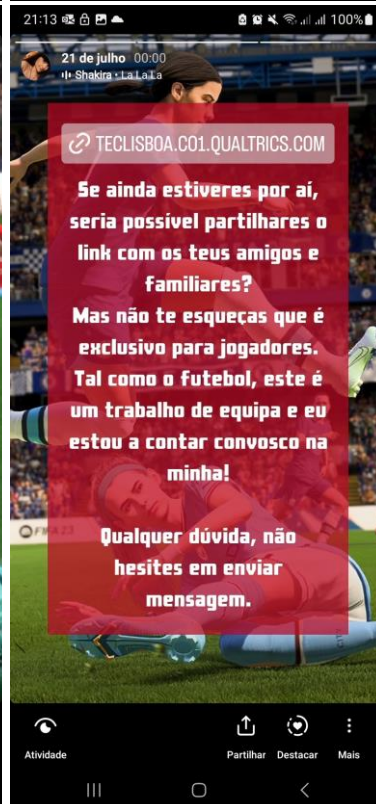 21:13
100%
21 de julho 00:00
Shakira • La La La
TECLISBOA.CO1.QUALTRICS.COM
Se ainda estiveres por aí,
seria possível partilhares o
link com os teus amigos e
familiares?
Mas não te esqueças que é
exclusivo para jogadores.
Tal como o futebol, este é
um trabalho de equipa e eu
estou a contar convosco na
minha!
Qualquer dúvida, não
hesites em enviar
mensagem.
FIFA 23
Atividade
Partilhar
Destacar
Mais